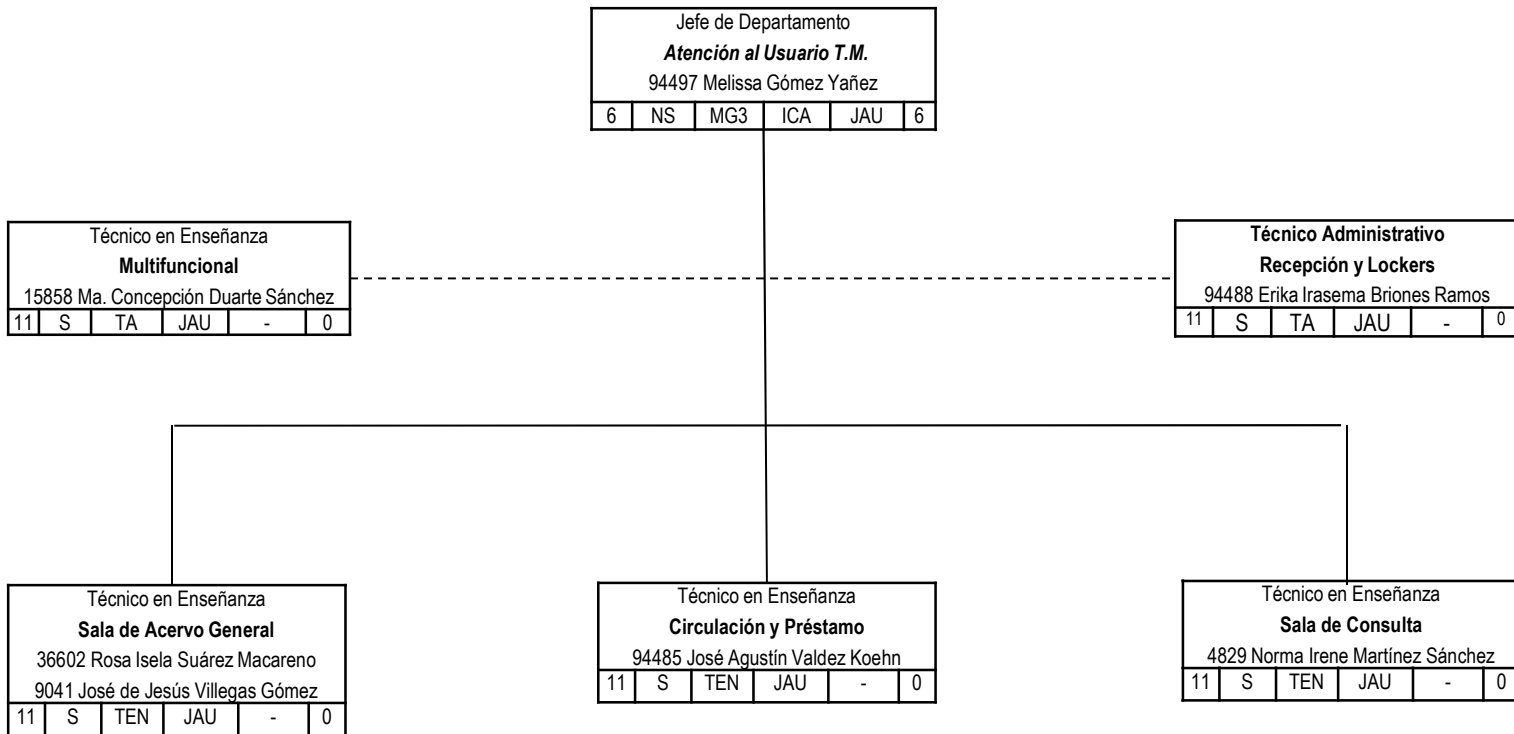 Jefe de Departamento
Atención al Usuario T.M.
94497 Melissa Gómez Yañez
6 NS MG3 ICA JAU 6
Técnico en Enseñanza
Multifuncional
15858 Ma. Concepción Duarte Sánchez
11 S TA JAU - 0
Técnico Administrativo
Recepción y Lockers
94488 Erika Irasema Briones Ramos
11 S TA JAU - 0
Técnico en Enseñanza
Sala de Acervo General
36602 Rosa Isela Suárez Macareno
9041 José de Jesús Villegas Gómez
11 S TEN JAU - 0
Técnico en Enseñanza
Circulación y Préstamo
94485 José Agustín Valdez Koehn
11 S TEN JAU - 0
Técnico en Enseñanza
Sala de Consulta
4829 Norma Irene Martínez Sánchez
11 S TEN JAU - 0